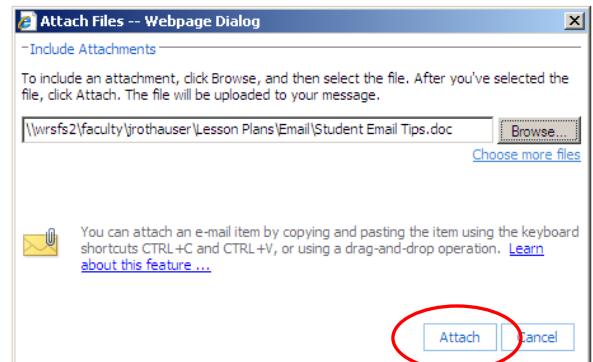 Attach Files -- Webpage Dialog
Include Attachments
To include an attachment, click Browse, and then select the file. After you've selected the
file, click Attach. The file will be uploaded to your message.
\\wrsfs2\faculty\jrothauser\Lesson Plans\Email\Student Email Tips.doc Browse...
Choose more files
You can attach an e-mail item by copying and pasting the item using the keyboard
shortcuts CTRL+C and CTRL+V, or using a drag-and-drop operation. Learn
about this feature ...
Attach Cancel